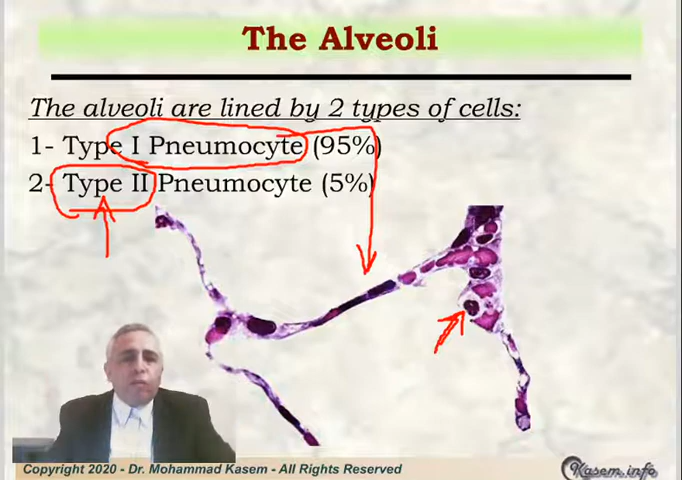 The Alveoli
The alveoli are lined by 2 types of cells:
1- Type I Pneumocyte (95%)
2- Type II Pneumocyte (5%)
Copyright 2020 - Dr. Mohammad Kasem - All Rights Reserved
Kasem.info